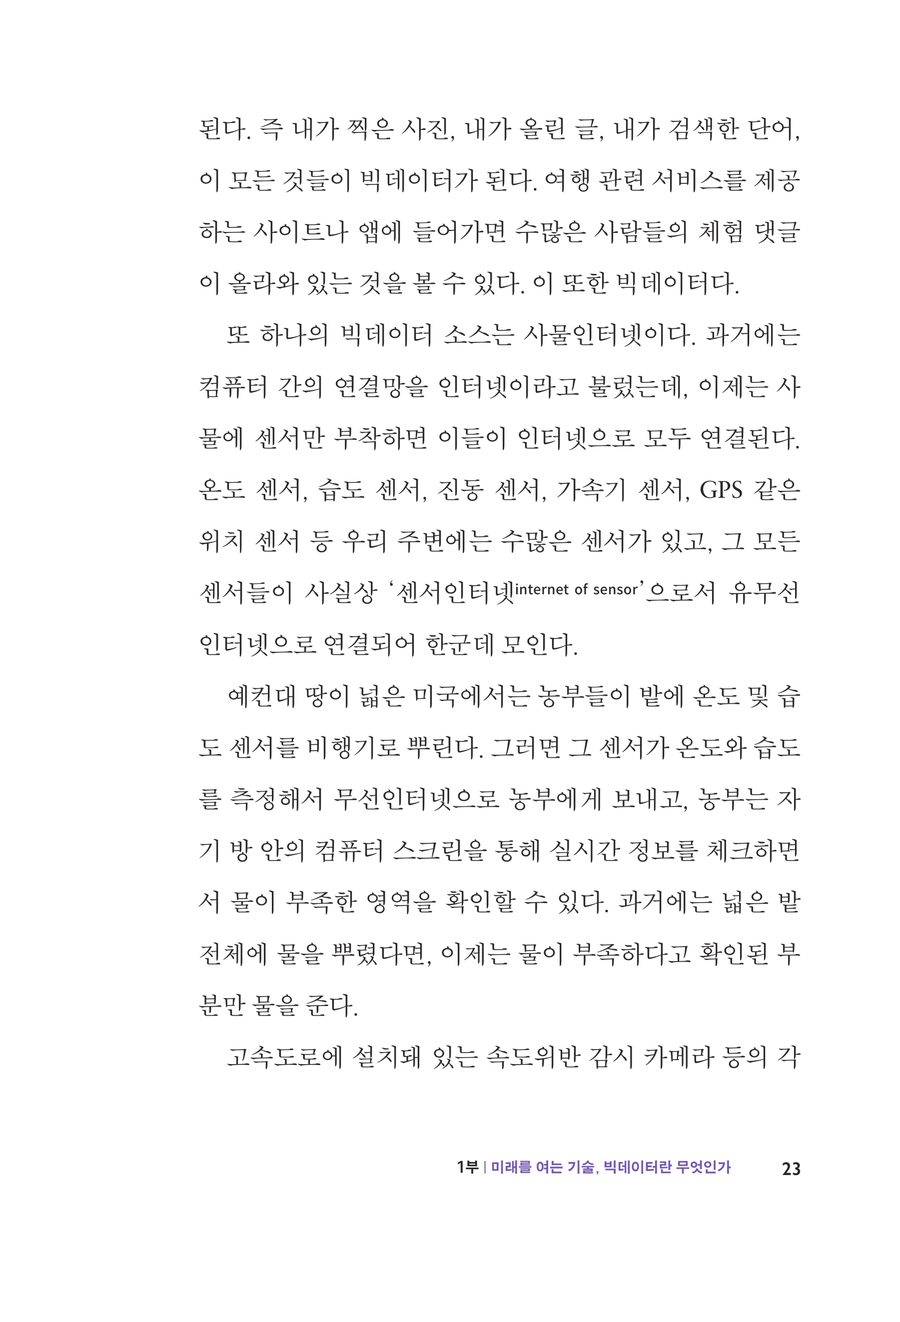 된다. 즉 내가 찍은 사진, 내가 올린 글, 내가 검색한 단어,
이 모든 것들이 빅데이터가 된다. 여행 관련 서비스를 제공
하는 사이트나 앱에 들어가면 수많은 사람들의 체험 댓글
이 올라와 있는 것을 볼 수 있다. 이 또한 빅데이터다.
또 하나의 빅데이터 소스는 사물인터넷이다. 과거에는
컴퓨터 간의 연결망을 인터넷이라고 불렀는데, 이제는 사
물에 센서만 부착하면 이들이 인터넷으로 모두 연결된다.
온도 센서, 습도 센서, 진동 센서, 가속기 센서, GPS 같은
위치 센서 등 우리 주변에는 수많은 센서가 있고, 그 모든
센서들이 사실상 ‘센서인터넷internet of sensor’으로서 유무선
인터넷으로 연결되어 한군데 모인다.
예컨대 땅이 넓은 미국에서는 농부들이 밭에 온도 및 습
도 센서를 비행기로 뿌린다. 그러면 그 센서가 온도와 습도
를 측정해서 무선인터넷으로 농부에게 보내고, 농부는 자
기 방 안의 컴퓨터 스크린을 통해 실시간 정보를 체크하면
서 물이 부족한 영역을 확인할 수 있다. 과거에는 넓은 밭
전체에 물을 뿌렸다면, 이제는 물이 부족하다고 확인된 부
분만 물을 준다.
고속도로에 설치돼 있는 속도위반 감시 카메라 등의 각
1부 | 미래를 여는 기술, 빅데이터란 무엇인가 23